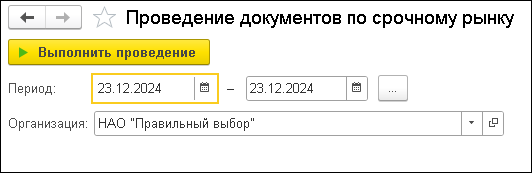 Проведение документов по срочному рынку
Выполнить проведение
Период: 23.12.2024 – 23.12.2024 ...
Организация: НАО "Правильный выбор"